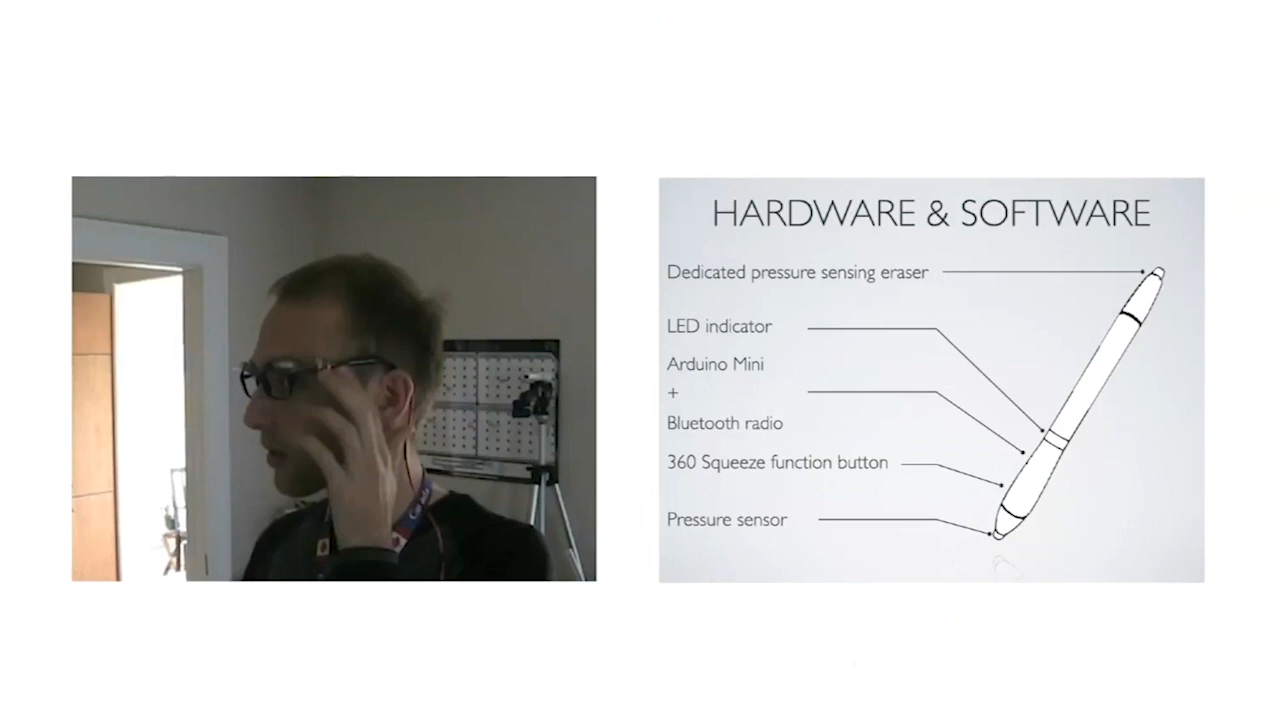 HARDWARE & SOFTWARE
Dedicated pressure sensing eraser
LED indicator
Arduino Mini
+
Bluetooth radio
360 Squeeze function button
Pressure sensor